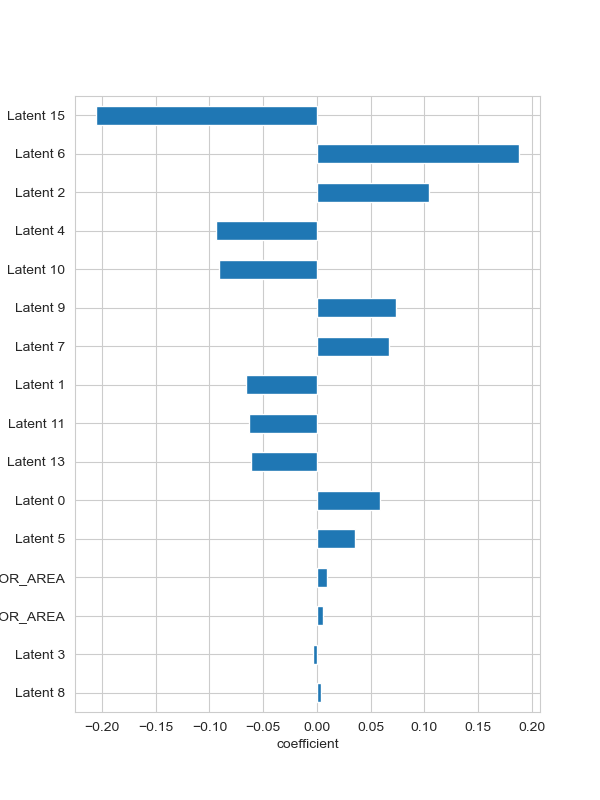 Latent 15
Latent 6
Latent 2
Latent 4
Latent 10
Latent 9
Latent 7
Latent 1
Latent 11
Latent 13
Latent 0
Latent 5
OR_AREA
OR_AREA
Latent 3
Latent 8
−0.20 −0.15 −0.10 −0.05 0.00 0.05 0.10 0.15 0.20
coefficient